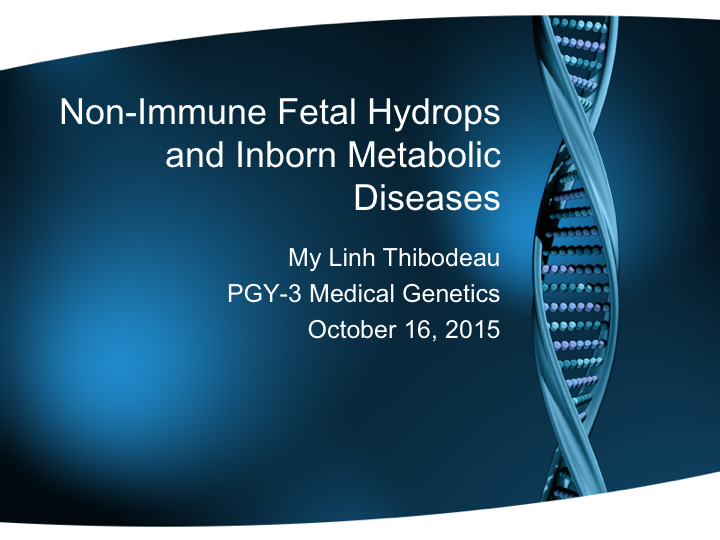 Non-Immune Fetal Hydrops
and Inborn Metabolic
Diseases
My Linh Thibodeau
PGY-3 Medical Genetics
October 16, 2015